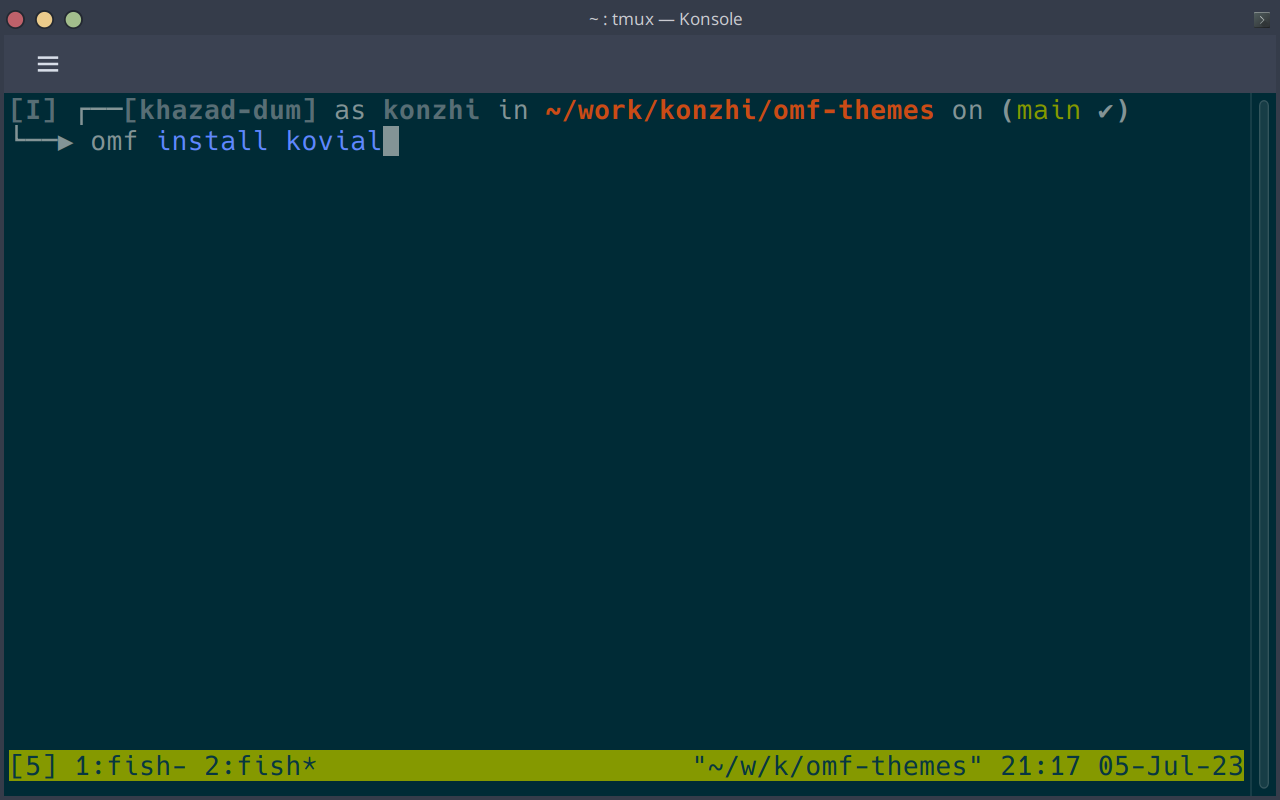 ~ : tmux — Konsole
[I] ┌──[khazad-dum] as konzhi in ~/work/konzhi/omf-themes on (main ✔)
└──▶ omf install kovial
[5] 1:fish- 2:fish* "~/w/k/omf-themes" 21:17 05-Jul-23